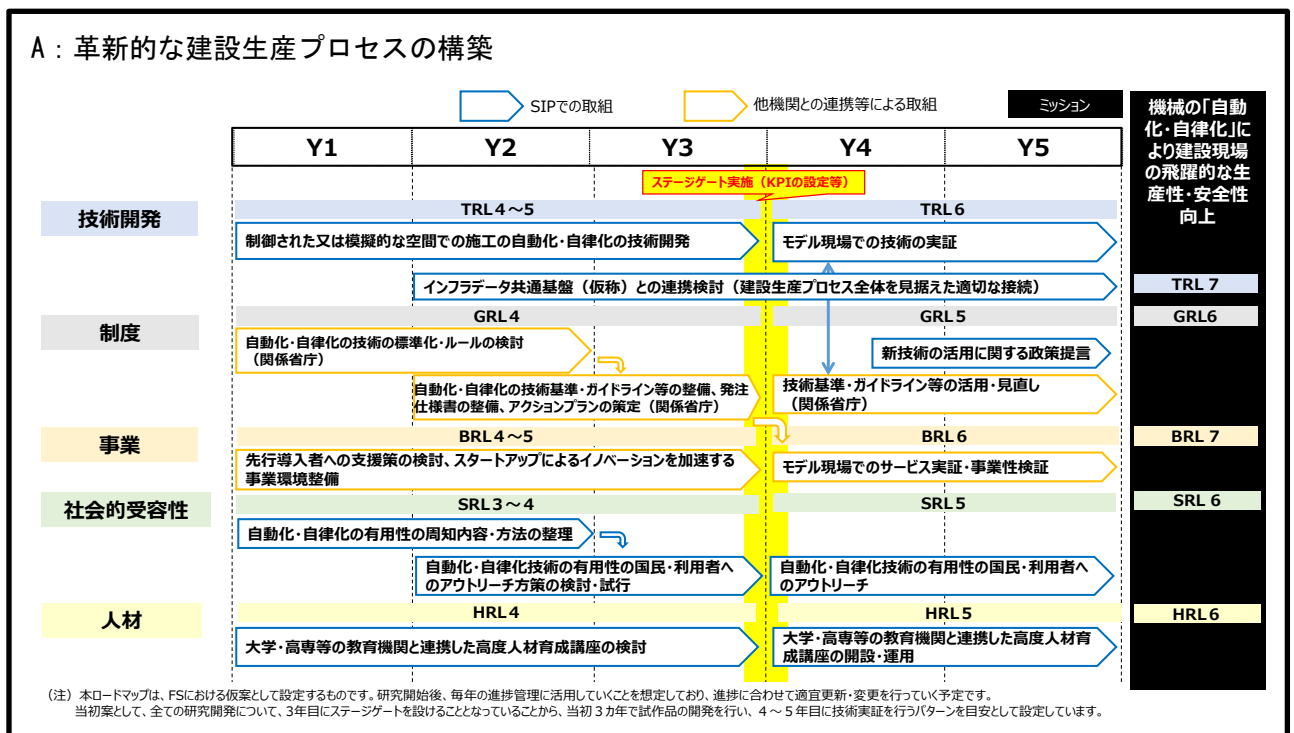 A：革新的な建設生産プロセスの構築
SIPでの取組
他機関との連携等による取組
ミッション
機械の｢自動
化･自律化｣に
より建設現場
の飛躍的な生
産性･安全性
向上
Y1
Y2
Y3
Y4
Y5
ステージゲート実施（KPIの設定等）
技術開発
TRL４～5
TRL６
制御された又は模擬的な空間での施工の自動化･自律化の技術開発
モデル現場での技術の実証
インフラデータ共通基盤（仮称）との連携検討（建設生産プロセス全体を見据えた適切な接続）
TRL 7
制度
GRL４
GRL５
GRL6
自動化･自律化の技術の標準化･ルールの検討
（関係省庁）
新技術の活用に関する政策提言
自動化･自律化の技術基準･ガイドライン等の整備、発注
仕様書の整備、アクションプランの策定（関係省庁）
技術基準･ガイドライン等の活用･見直し
（関係省庁）
事業
BRL４～5
BRL６
BRL 7
先行導入者への支援策の検討、スタートアップによるイノベーションを加速する
事業環境整備
モデル現場でのサービス実証･事業性検証
社会的受容性
SRL３～４
SRL５
SRL 6
自動化･自律化の有用性の周知内容･方法の整理
自動化･自律化技術の有用性の国民･利用者へ
のアウトリーチ方策の検討･試行
自動化･自律化技術の有用性の国民･利用者へ
のアウトリーチ
人材
HRL４
HRL５
HRL6
大学･高専等の教育機関と連携した高度人材育成講座の検討
大学･高専等の教育機関と連携した高度人材育
成講座の開設･運用
（注）本ロードマップは、FSにおける仮案として設定するものです。研究開始後、毎年の進捗管理に活用していくことを想定しており、進捗に合わせて適宜更新･変更を行っていく予定です。
当初案として、全ての研究開発について、3年目にステージゲートを設けることとなっていることから、当初３カ年で試作品の開発を行い、４～５年目に技術実証を行うパターンを目安として設定しています。